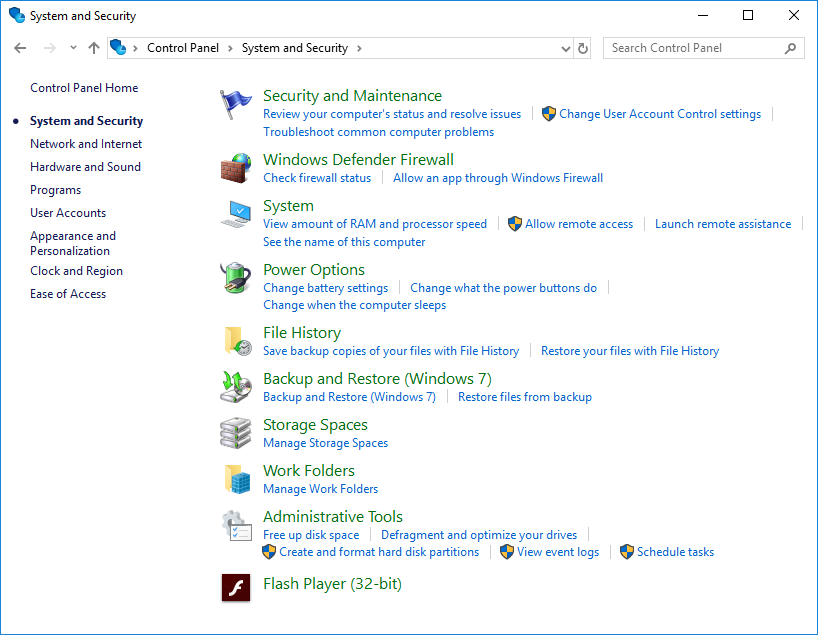 System and Security
Control Panel > System and Security >
Search Control Panel
Control Panel Home
System and Security
Network and Internet
Hardware and Sound
Programs
User Accounts
Appearance and
Personalization
Clock and Region
Ease of Access
Security and Maintenance
Review your computer's status and resolve issues | Change User Account Control settings |
Troubleshoot common computer problems
Windows Defender Firewall
Check firewall status | Allow an app through Windows Firewall
System
View amount of RAM and processor speed | Allow remote access | Launch remote assistance |
See the name of this computer
Power Options
Change battery settings | Change what the power buttons do |
Change when the computer sleeps
File History
Save backup copies of your files with File History | Restore your files with File History
Backup and Restore (Windows 7)
Backup and Restore (Windows 7) | Restore files from backup
Storage Spaces
Manage Storage Spaces
Work Folders
Manage Work Folders
Administrative Tools
Free up disk space | Defragment and optimize your drives |
Create and format hard disk partitions | View event logs | Schedule tasks
Flash Player (32-bit)